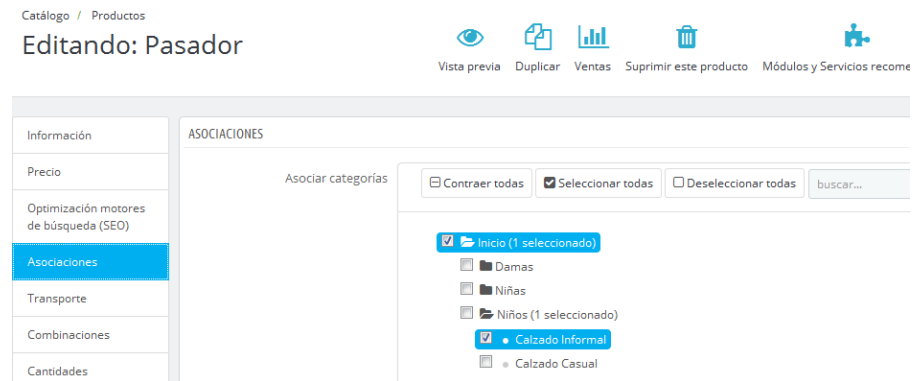 Catálogo / Productos
Editando: Pasador
Vista previa
Duplicar
Ventas
Suprimir este producto
Módulos y Servicios recome
Información
Precio
Optimización motores
de búsqueda (SEO)
Asociaciones
Transporte
Combinaciones
Cantidades
ASOCIACIONES
Asociar categorías
Contraer todas
Seleccionar todas
Deseleccionar todas
buscar...
Inicio (1 seleccionado)
Damas
Niñas
Niños (1 seleccionado)
Calzado Informal
Calzado Casual